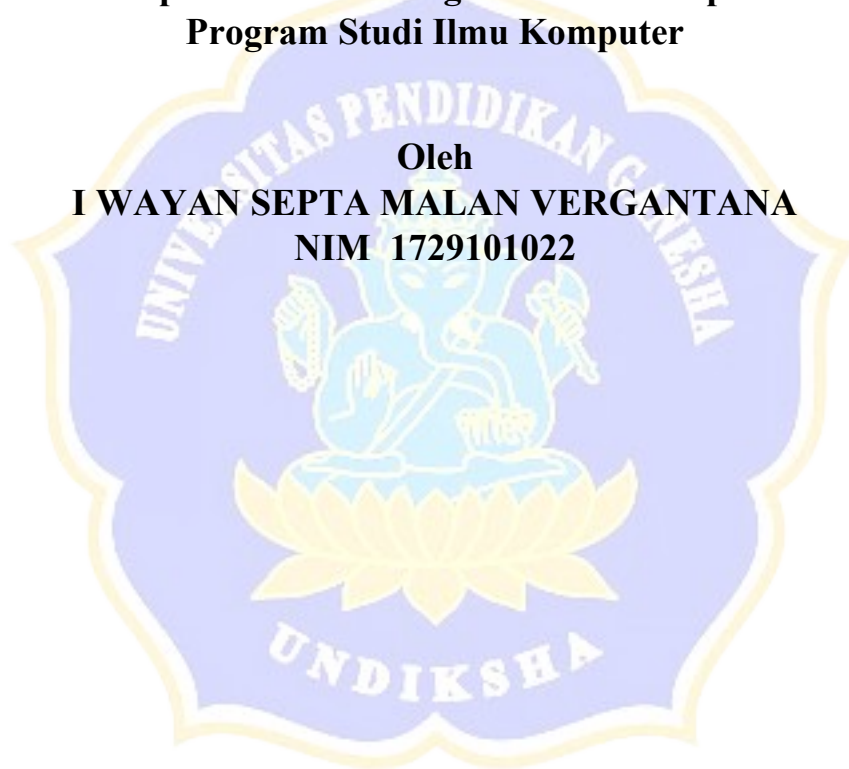 Program Studi Ilmu Komputer
UNIVERSITAS PENDIDIKAN GANESHA
Oleh
I WAYAN SEPTA MALAN VERGANTANA
NIM 1729101022
UNDIKSHA